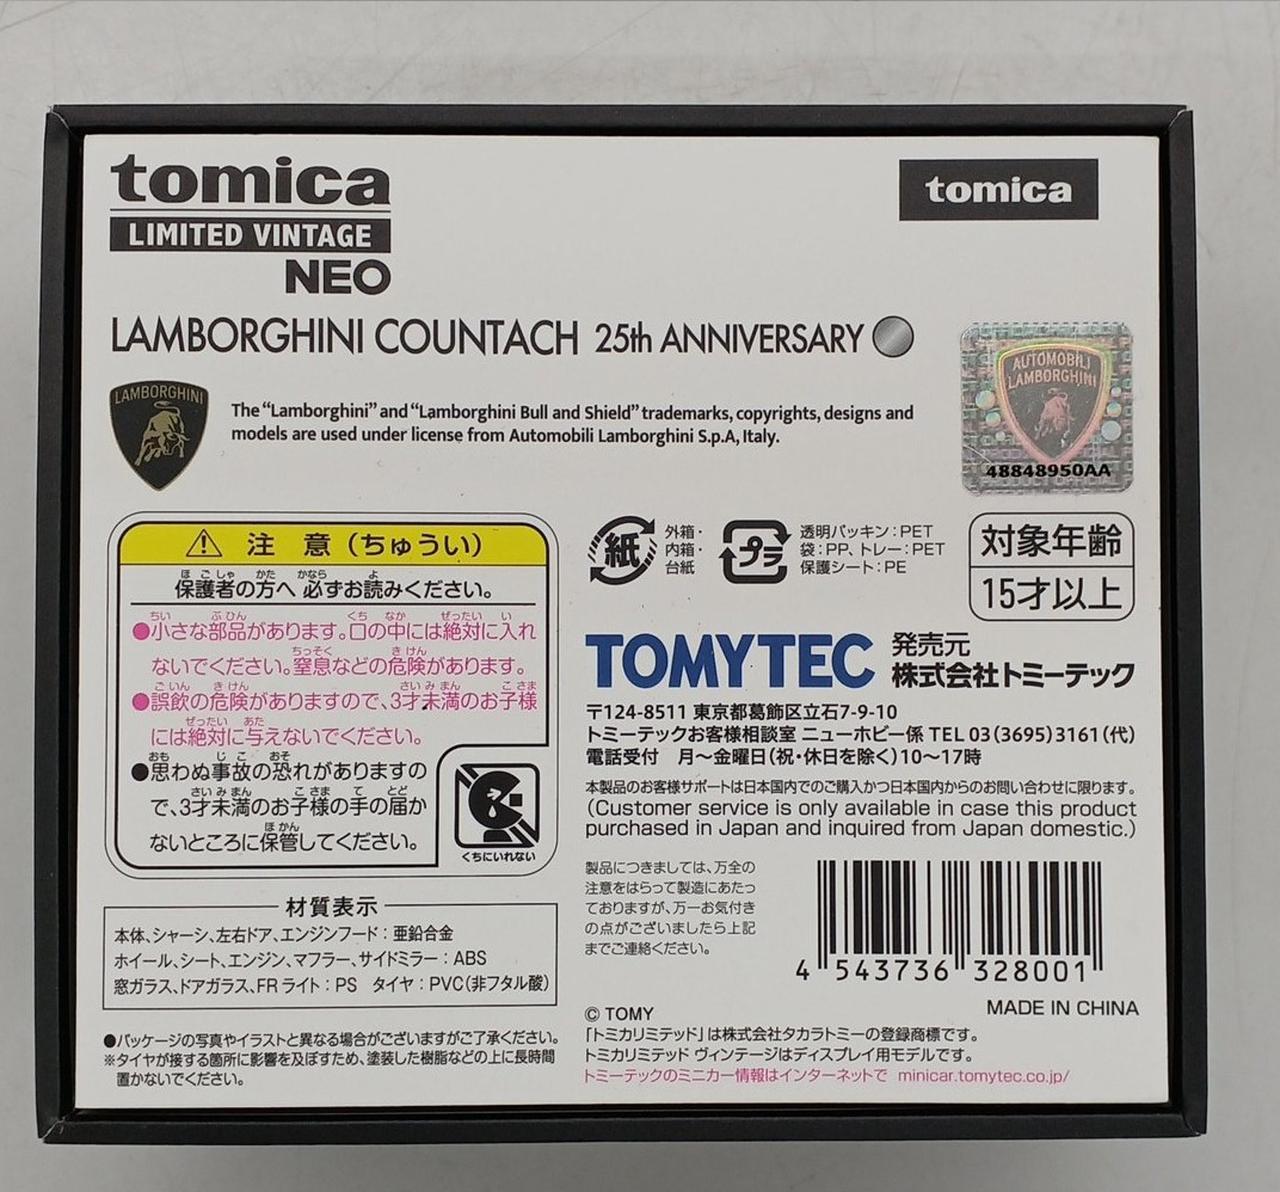 tomica
LIMITED VINTAGE
NEO
tomica
LAMBORGHINI COUNTACH 25th ANNIVERSARY
LAMBORGHINI
The “Lamborghini” and “Lamborghini Bull and Shield” trademarks, copyrights, designs and
models are used under license from Automobili Lamborghini S.p.A, Italy.
AUTOMOBILI
LAMBORGHINI
48848950AA
注 意（ちゅうい）
保護者の方へ 必ずお読みください。
●小さな部品があります。口の中には絶対に入れ
ないでください。窒息などの危険があります。
●誤飲の危険がありますので、3才未満のお子様
には絶対に与えないでください。
●思わぬ事故の恐れがありますの
で、3才未満のお子様の手の届か
ないところに保管してください。
くちにいれない
材質表示
本体、シャーシ、左右ドア、エンジンフード：亜鉛合金
ホイール、シート、エンジン、マフラー、サイドミラー：ABS
窓ガラス、ドアガラス、FRライト：PS　タイヤ：PVC（非フタル酸）
●パッケージの写真やイラストと異なる場合がございますがご了承ください。
※タイヤが接する箇所に影響を及ぼすため、塗装した樹脂などの上に長時間
置かないでください。
紙
外箱・
内箱・
台紙
プラ
透明パッキン：PET
袋：PP、トレー：PET
保護シート：PE
対象年齢
15才以上
TOMYTEC
発売元
株式会社トミーテック
〒124-8511 東京都葛飾区立石7-9-10
トミーテックお客様相談室 ニューホビー係 TEL 03（3695）3161（代）
電話受付　月〜金曜日（祝・休日を除く）10〜17時
本製品のお客様サポートは日本国内でのご購入かつ日本国内からのお問い合わせに限ります。
(Customer service is only available in case this product
purchased in Japan and inquired from Japan domestic.)
製品につきましては、万全の
注意をはらって製造にあたっ
ておりますが、万一お気付き
の点がございましたら上記
までご連絡ください。
4 543736 328001
MADE IN CHINA
© TOMY
「トミカリミテッド」は株式会社タカラトミーの登録商標です。
トミカリミテッド ヴィンテージはディスプレイ用モデルです。
トミーテックのミニカー情報はインターネットで minicar.tomytec.co.jp/